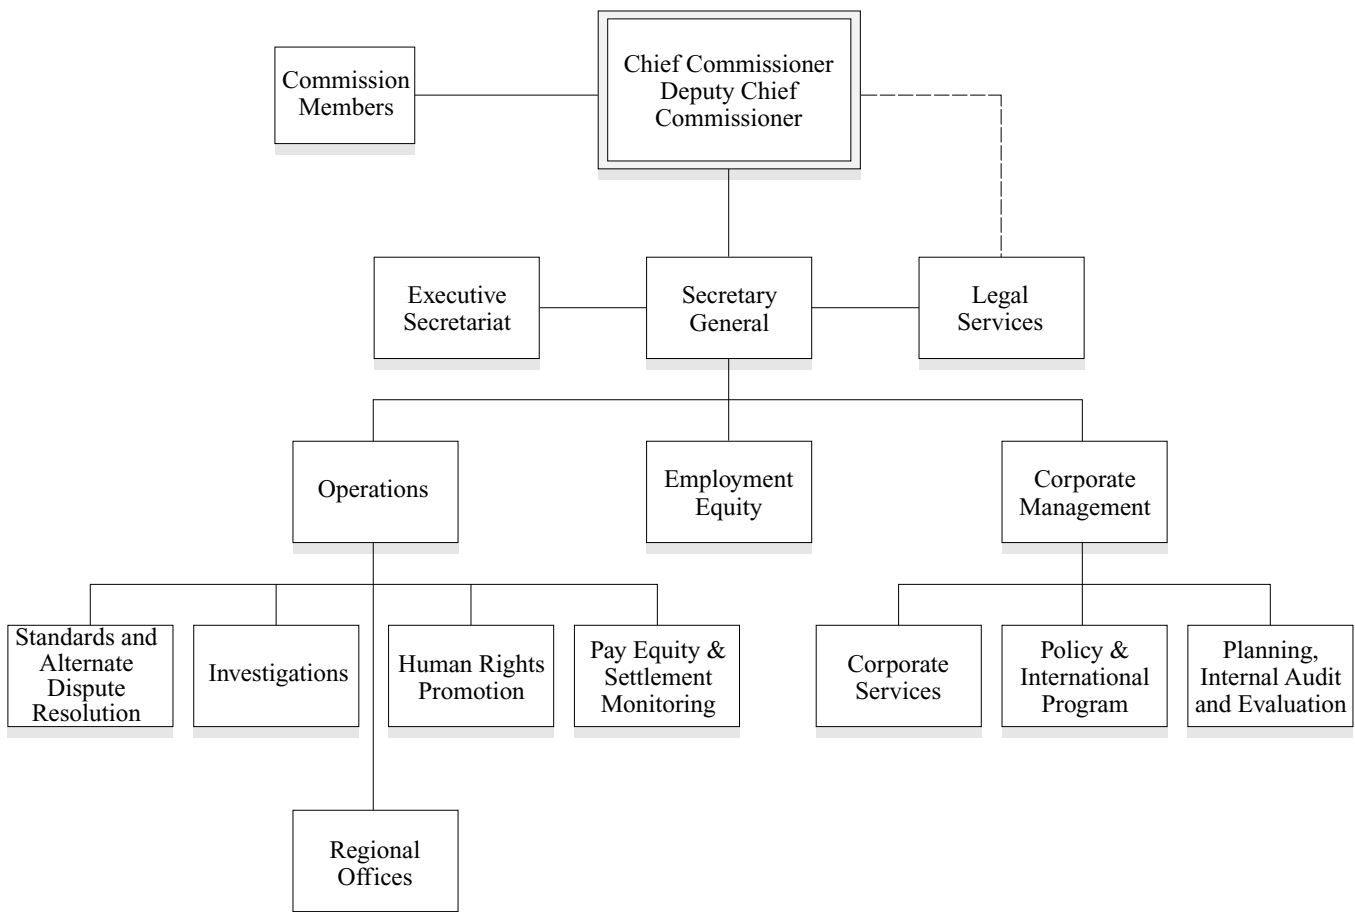 Commission
Members
Chief Commissioner
Deputy Chief
Commissioner
Executive
Secretariat
Secretary
General
Legal
Services
Operations
Employment
Equity
Corporate
Management
Standards and
Alternate
Dispute
Resolution
Investigations
Human Rights
Promotion
Pay Equity &
Settlement
Monitoring
Corporate
Services
Policy &
International
Program
Planning,
Internal Audit
and Evaluation
Regional
Offices